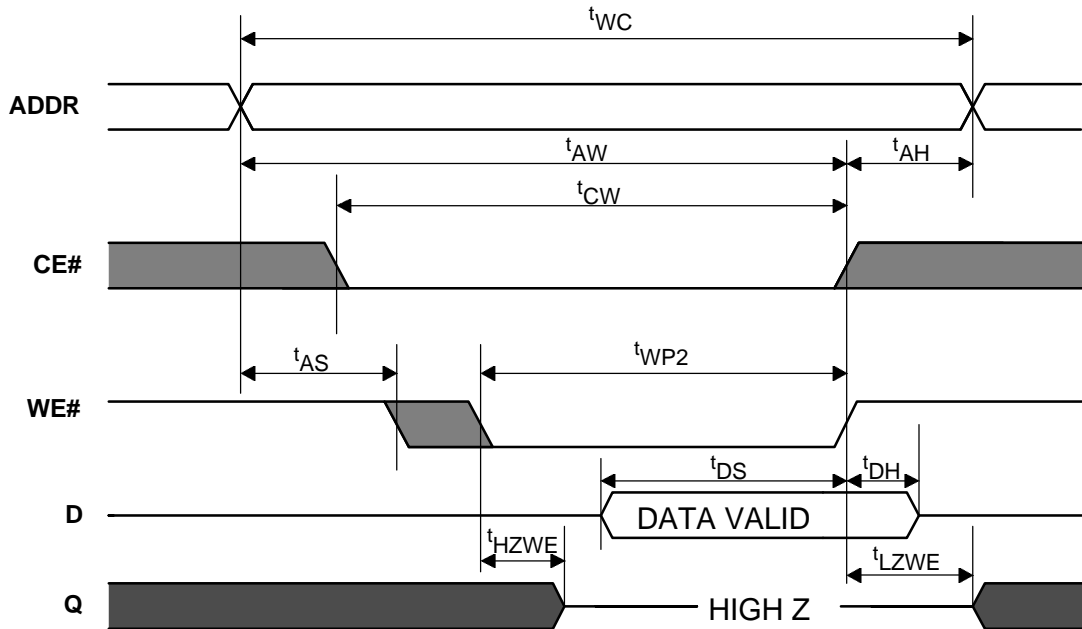 tWC
ADDR
tAW
tAH
tCW
CE#
tAS
tWP2
WE#
tDS
tDH
D
DATA VALID
tHZWE
tLZWE
Q
HIGH Z